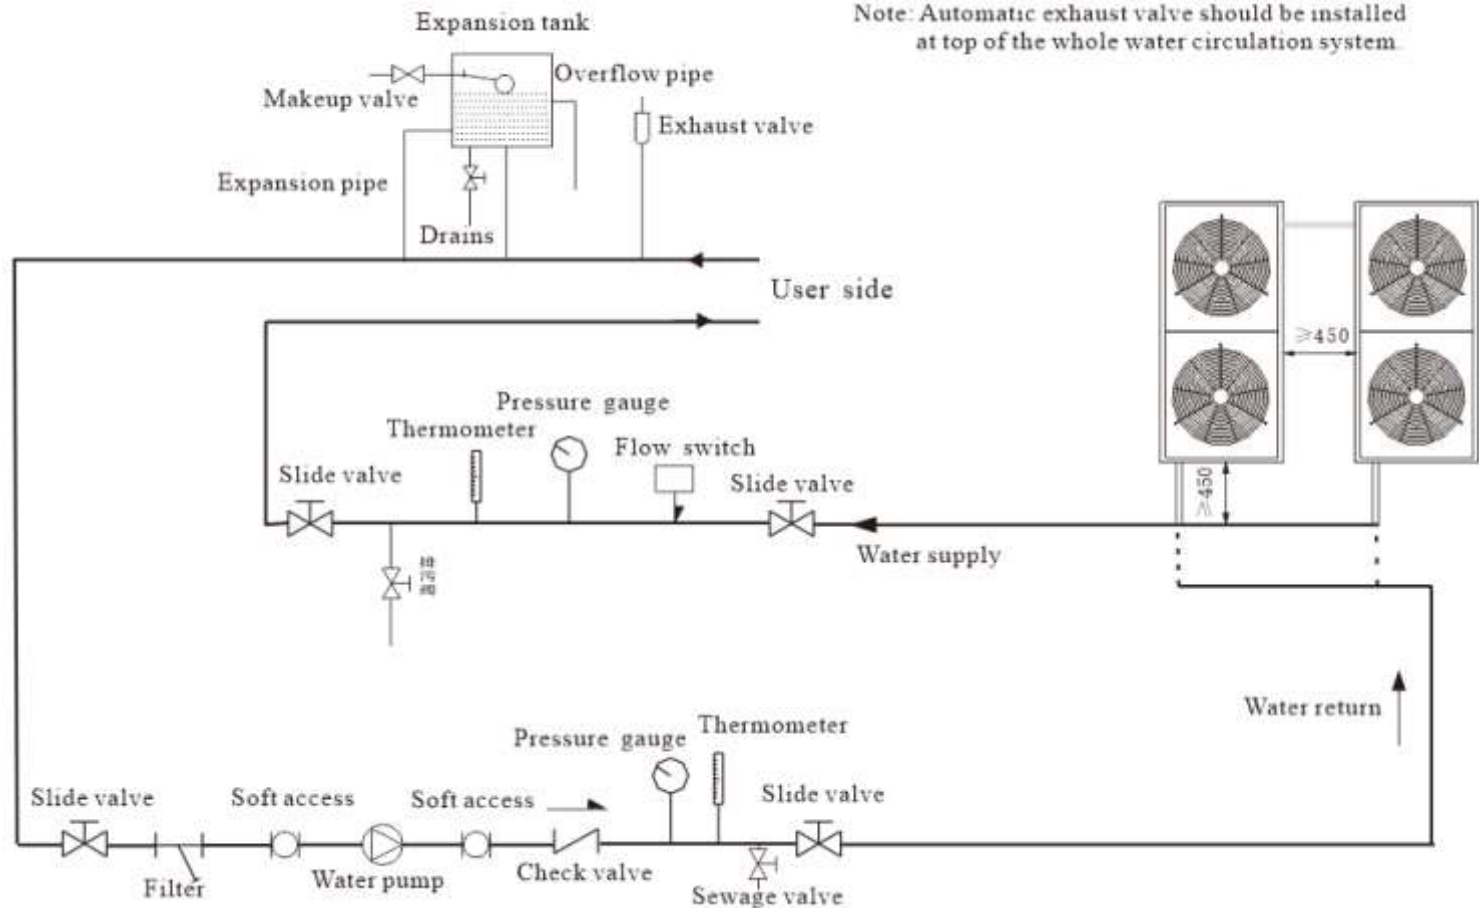 Note: Automatic exhaust valve should be installed
at top of the whole water circulation system.
Expansion tank
Overflow pipe
Makeup valve
Exhaust valve
Expansion pipe
Drains
User side
≥450
Pressure gauge
Thermometer
Flow switch
Slide valve
Slide valve
≥450
Water supply
排污阀
Water return
Thermometer
Pressure gauge
Slide valve
Soft access
Soft access
Slide valve
Filter
Water pump
Check valve
Sewage valve